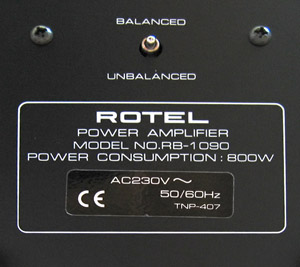 BALANCED
UNBALANCED
ROTEL
POWER AMPLIFIER
MODEL NO.RB-1090
POWER CONSUMPTION : 800W
AC230V ~
CE 50/60Hz
TNP-407